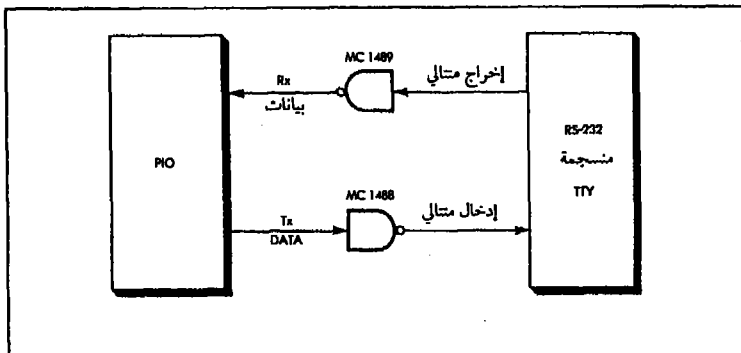 MC 1489
إخراج متتالي
Rx
بيانات
RS-232
منسجمة
TTY
PIO
MC 1488
إدخال متتالي
Tx
DATA